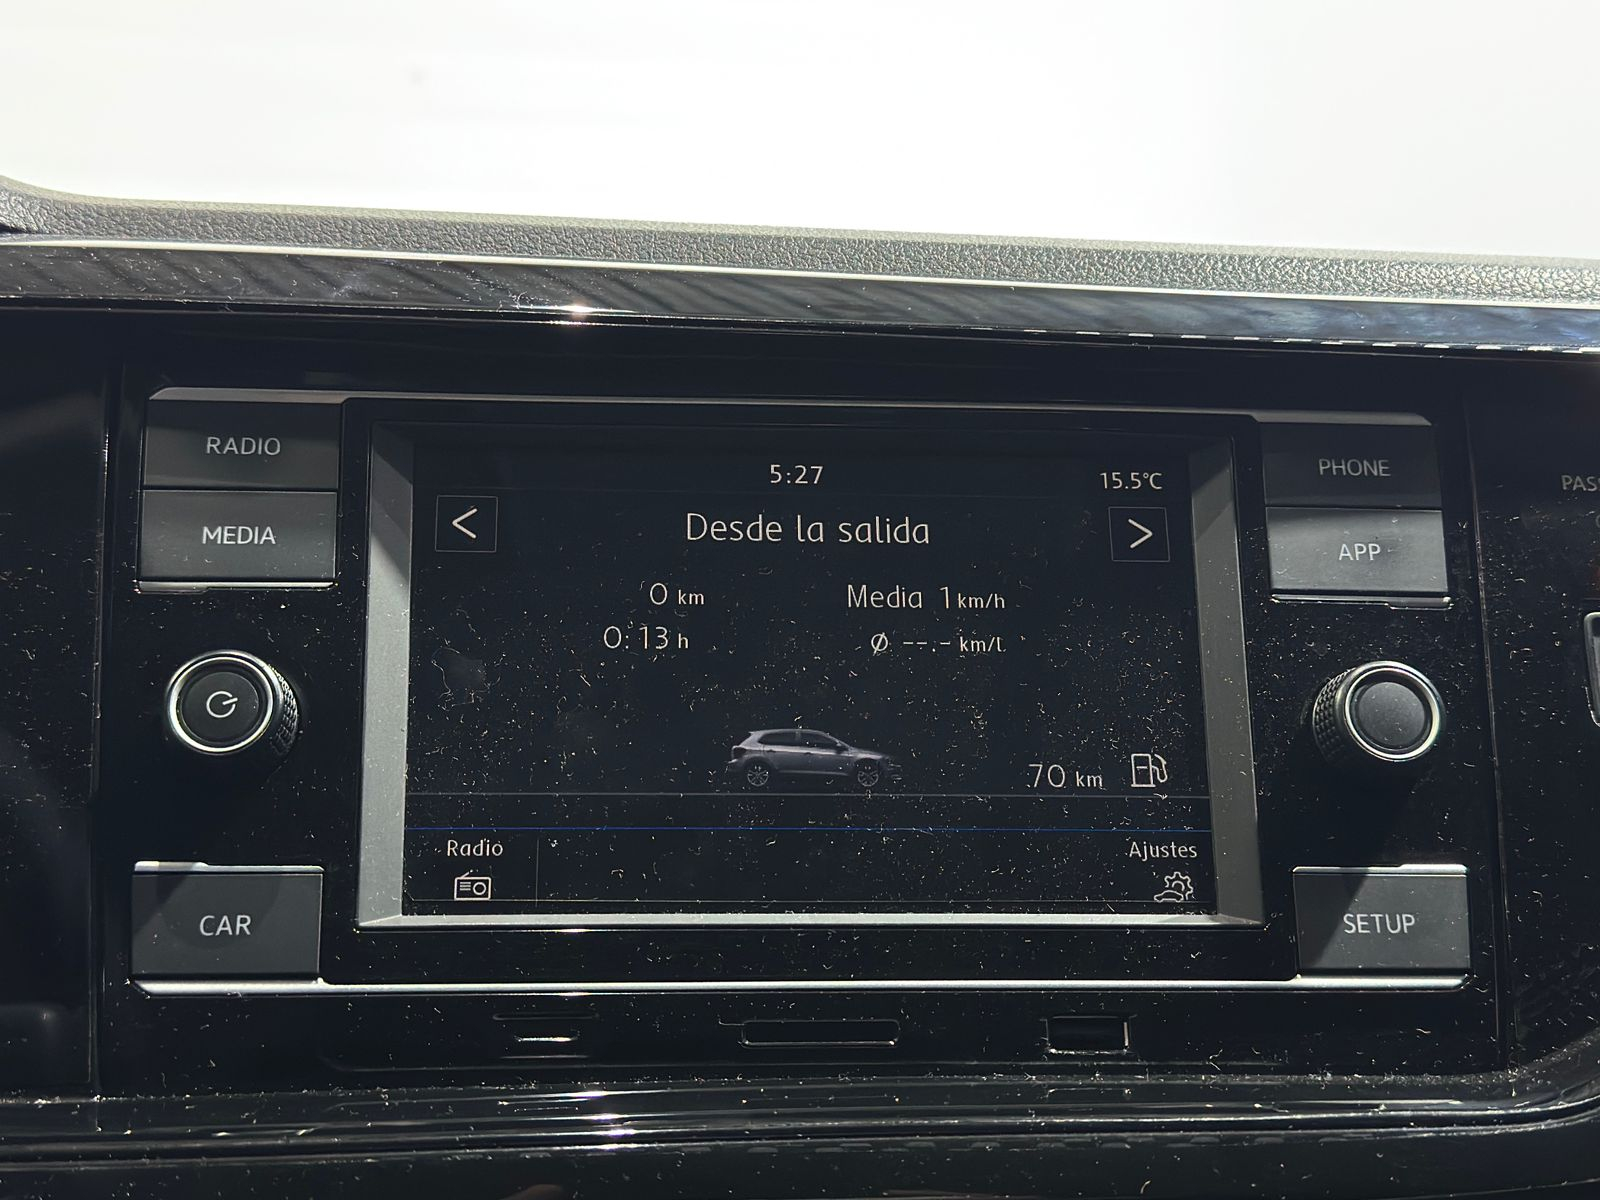 RADIO
MEDIA
CAR
5:27
15.5°C
<
Desde la salida
>
0 km
Media 1 km/h
0:13 h
Ø --.- km/l
70 km
Radio
Ajustes
PHONE
APP
SETUP
PAS